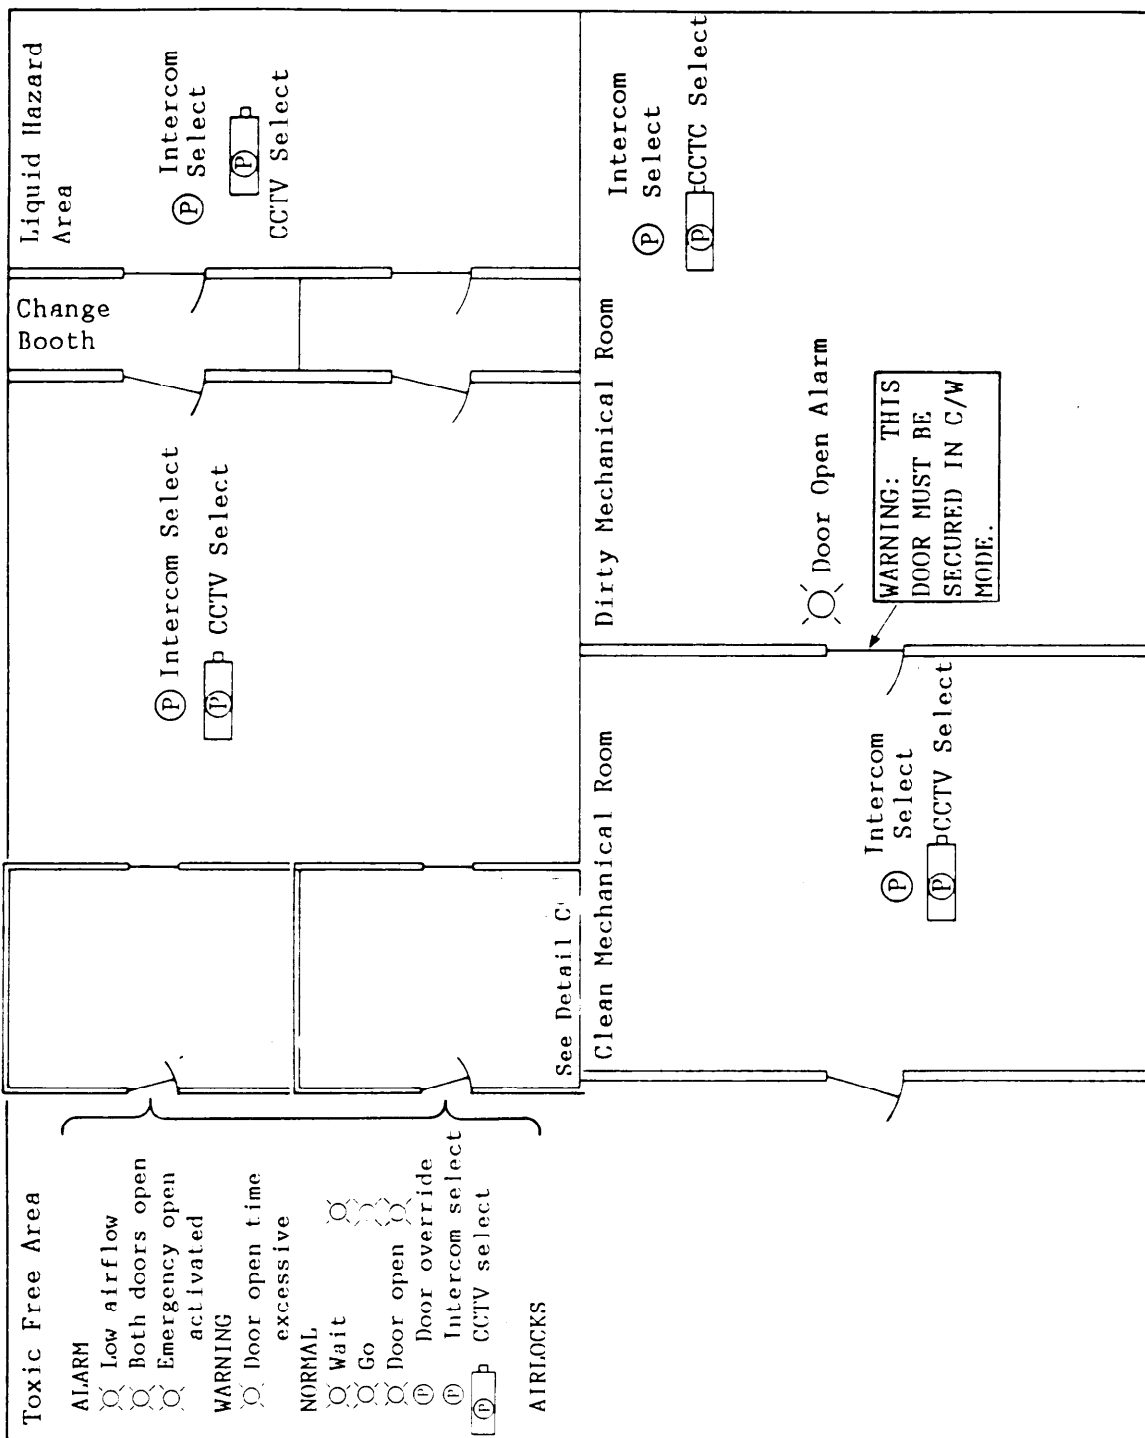 Toxic Free Area
ALARM
Low airflow
Both doors open
Emergency open
activated
WARNING
Door open time
excessive
NORMAL
Wait
Go
Door open
P Door override
P Intercom select
P CCTV select
AIRLOCKS
See Detail C
P Intercom Select
P CCTV Select
Change
Booth
Liquid Hazard
Area
P Intercom
Select
P
CCTV Select
Clean Mechanical Room
P Intercom
Select
P CCTV Select
Dirty Mechanical Room
P Intercom
Select
P CCTC Select
Door Open Alarm
WARNING: THIS
DOOR MUST BE
SECURED IN C/W
MODE.